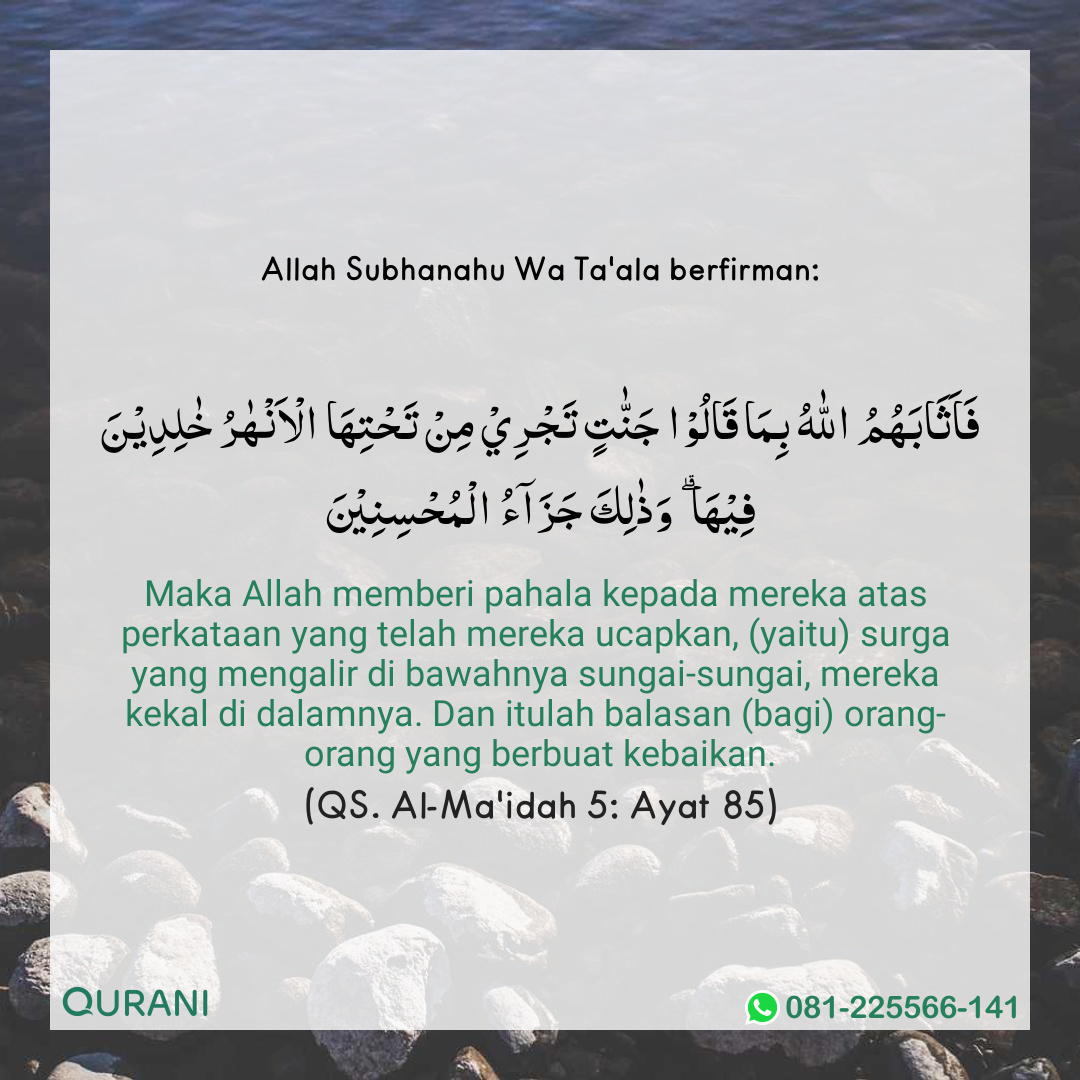 Allah Subhanahu Wa Ta'ala berfirman:
فَاَثَابَهُمُ اللّٰهُ بِمَا قَالُوْا جَنّٰتٍ تَجْرِيْ مِنْ تَحْتِهَا الْاَنْهٰرُ خٰلِدِيْنَ
فِيْهَاۗ وَذٰلِكَ جَزَاۤءُ الْمُحْسِنِيْنَ
Maka Allah memberi pahala kepada mereka atas
perkataan yang telah mereka ucapkan, (yaitu) surga
yang mengalir di bawahnya sungai-sungai, mereka
kekal di dalamnya. Dan itulah balasan (bagi) orang-
orang yang berbuat kebaikan.
(QS. Al-Ma'idah 5: Ayat 85)
QURANI
081-225566-141